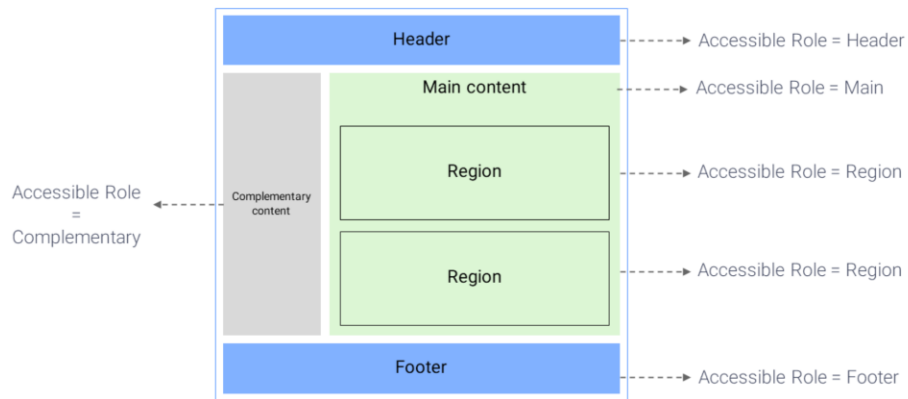 Header
Accessible Role = Header
Main content
Accessible Role = Main
Region
Accessible Role = Region
Accessible Role
=
Complementary
Complementary
content
Region
Accessible Role = Region
Footer
Accessible Role = Footer